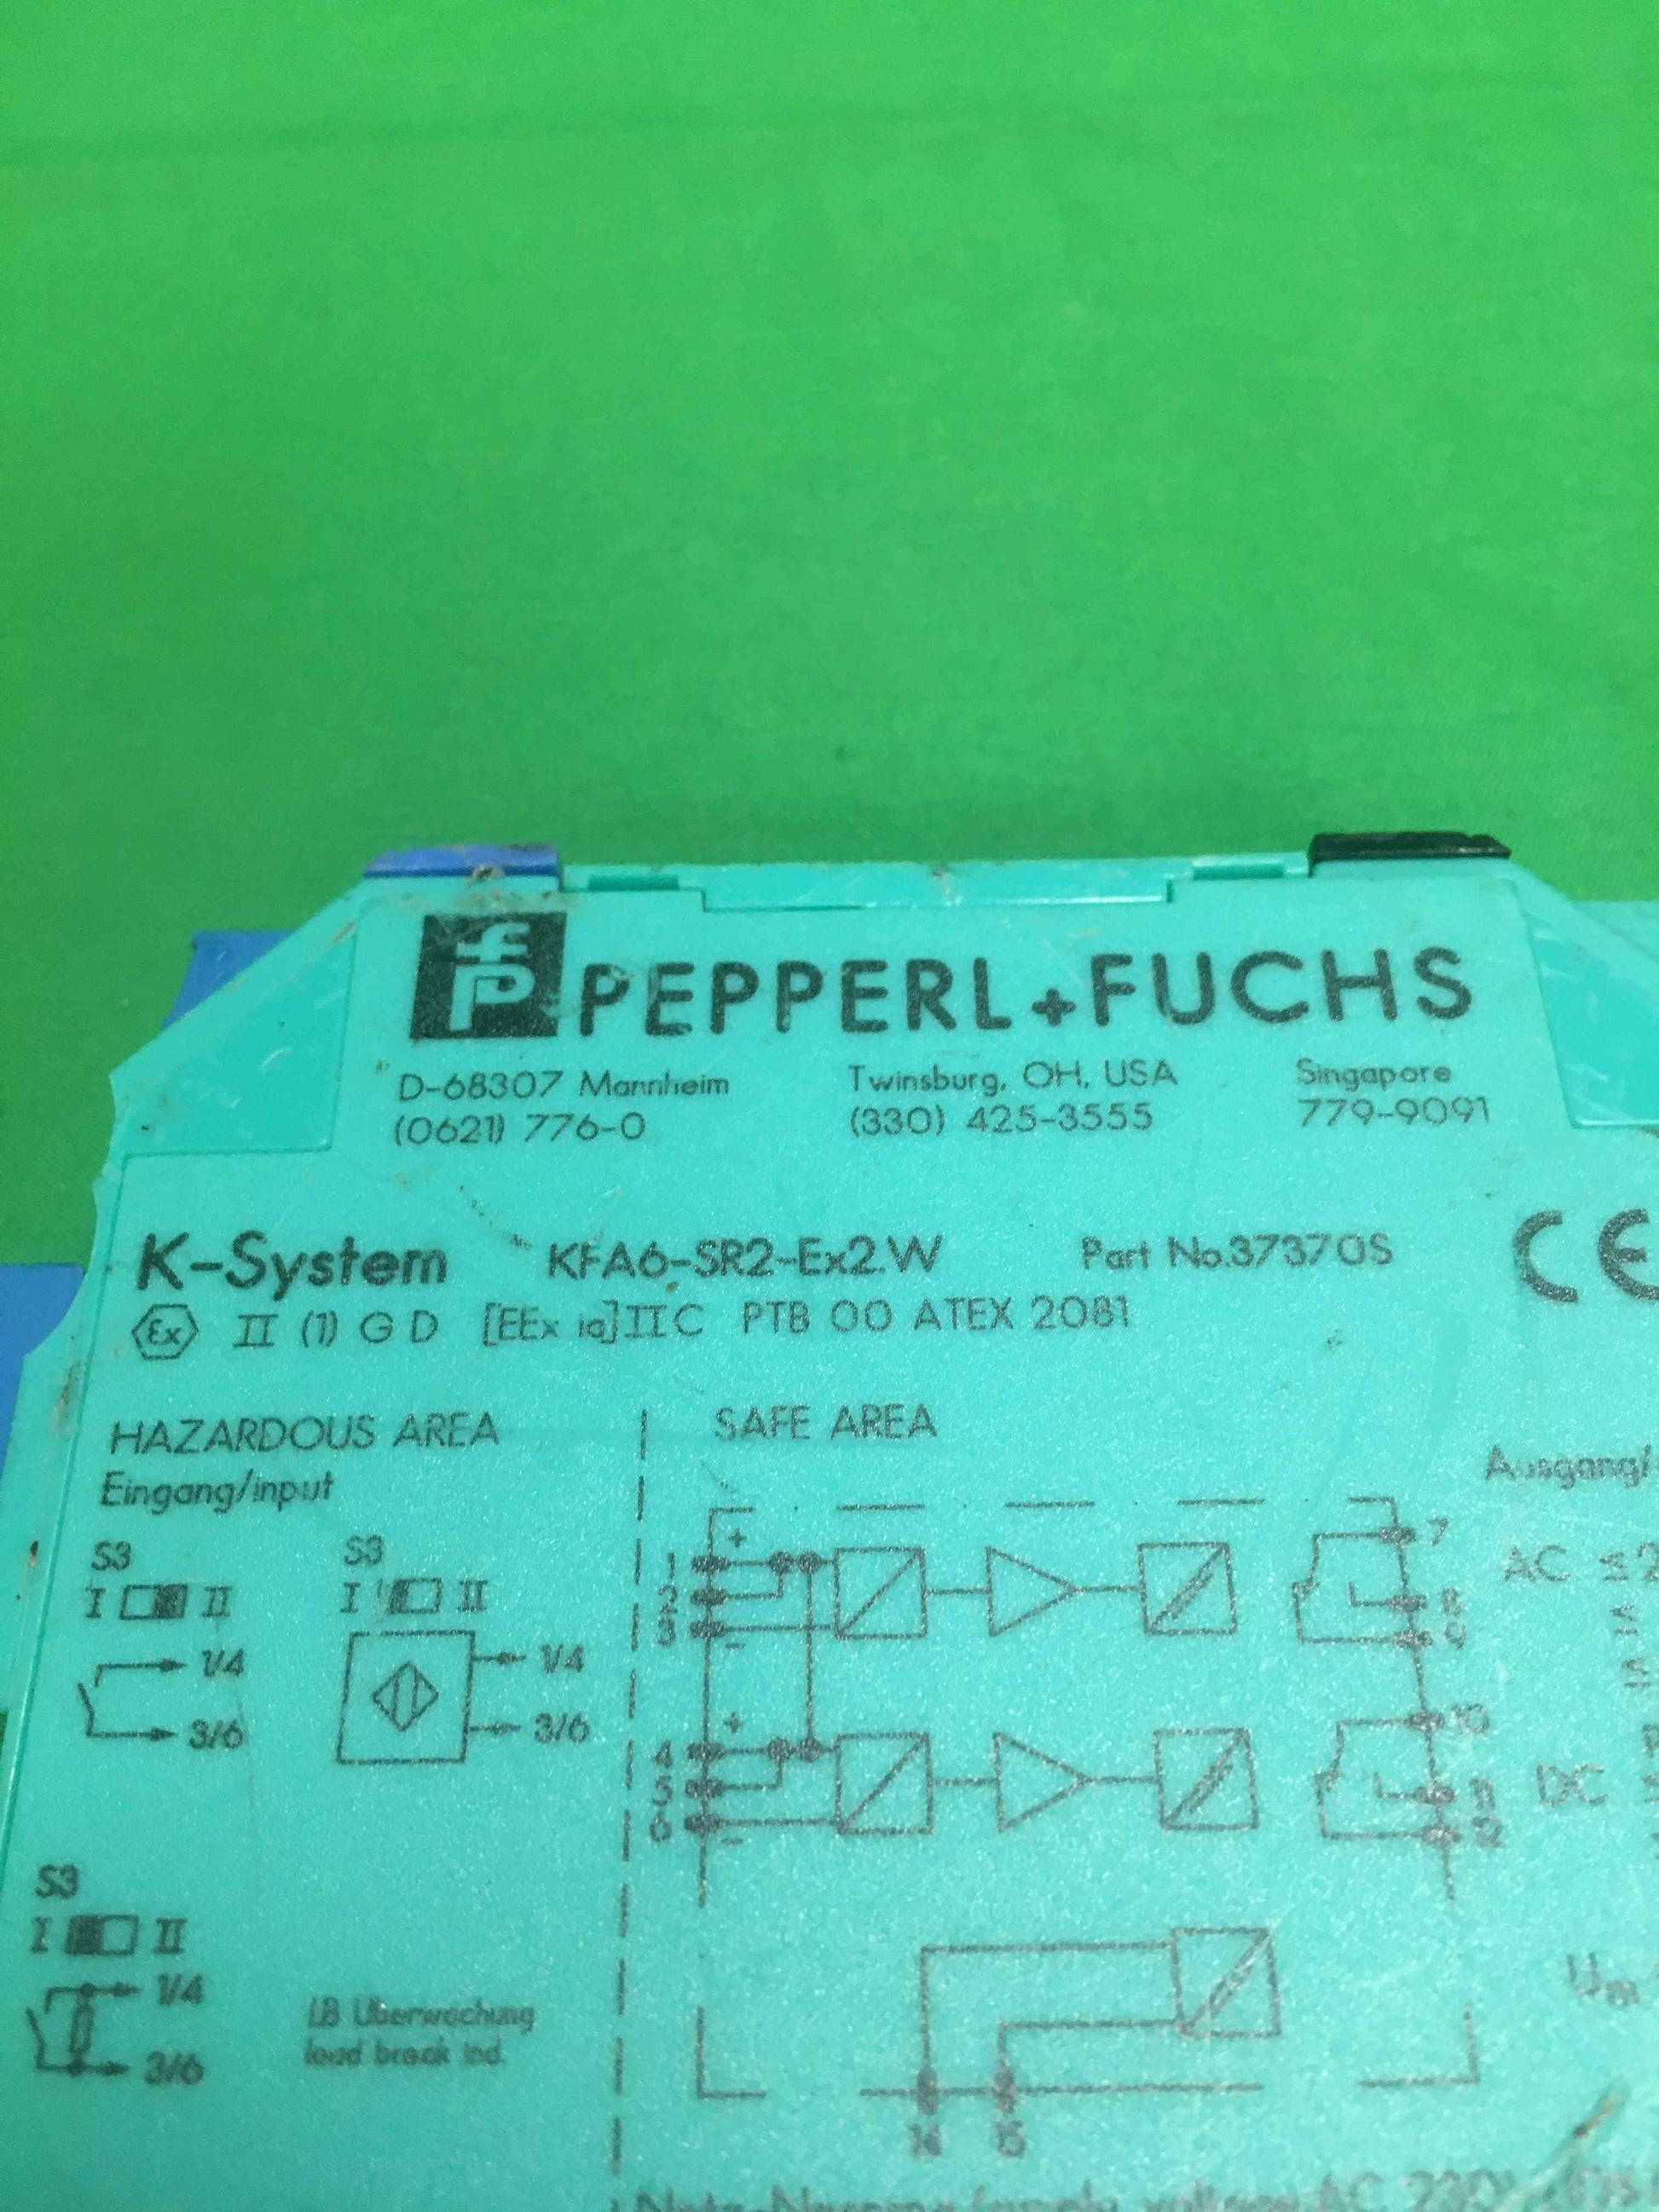 PEPPERL+FUCHS
D-68307 Mannheim Twinsburg, OH, USA Singapore
(0621) 776-0 (330) 425-3555 779-9091
K-System KFA6-SR2-Ex2.W Part No.37370S CE
Ex II (1) G D [EEx ia] IIC PTB 00 ATEX 2081
HAZARDOUS AREA SAFE AREA
Eingang/input Ausgang/
S3 S3
I II I II
1/4 1/4
3/6 3/6
1 + 7 AC ≤ 2
2 8 ≤
3 - 9 ≤
4 + 10
5 11 DC
6 - 12
S3
I II
1/4
3/6
LB Überwachung
lead break ind.
14 15